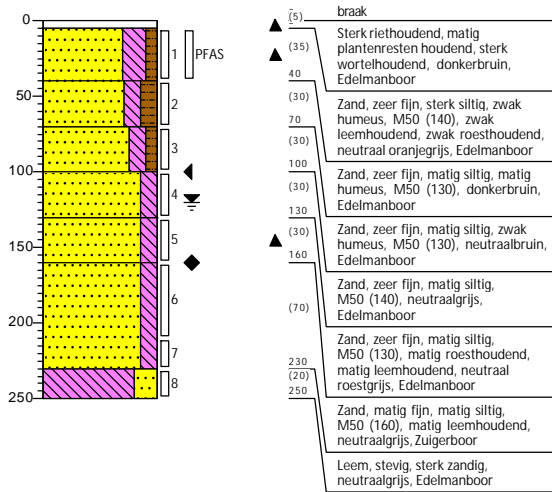 0
50
100
150
200
250
1
PFAS
2
3
4
5
6
7
8
(5)
(35)
40
(30)
70
(30)
100
(30)
130
(30)
160
(70)
230
(20)
250
braak
Sterk riethoudend, matig
plantenresten houdend, sterk
wortelhoudend, donkerbruin,
Edelmanboor
Zand, zeer fijn, sterk siltig, zwak
humeus, M50 (140), zwak
leemhoudend, zwak roesthoudend,
neutraal oranjegrijs, Edelmanboor
Zand, zeer fijn, matig siltig, matig
humeus, M50 (130), donkerbruin,
Edelmanboor
Zand, zeer fijn, matig siltig, zwak
humeus, M50 (130), neutraalbruin,
Edelmanboor
Zand, zeer fijn, matig siltig,
M50 (140), neutraalgrijs,
Edelmanboor
Zand, zeer fijn, matig siltig,
M50 (130), matig roesthoudend,
matig leemhoudend, neutraal
roestgrijs, Edelmanboor
Zand, matig fijn, matig siltig,
M50 (160), matig leemhoudend,
neutraalgrijs, Zuigerboor
Leem, stevig, sterk zandig,
neutraalgrijs, Edelmanboor